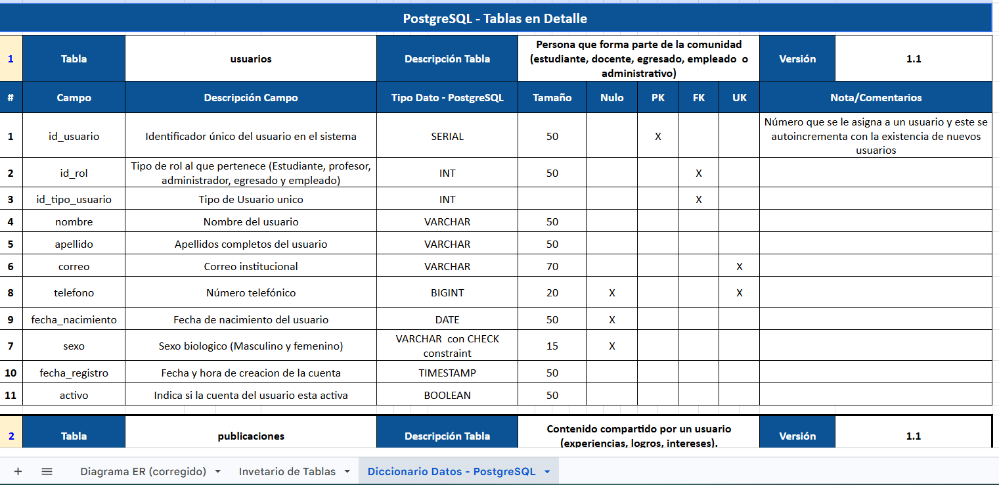 PostgreSQL - Tablas en Detalle
1 Tabla usuarios Descripción Tabla Persona que forma parte de la comunidad (estudiante, docente, egresado, empleado o administrativo) Versión 1.1
# Campo Descripción Campo Tipo Dato - PostgreSQL Tamaño Nulo PK FK UK Nota/Comentarios
1 id_usuario Identificador único del usuario en el sistema SERIAL 50 X Número que se le asigna a un usuario y este se autoincrementa con la existencia de nuevos usuarios
2 id_rol Tipo de rol al que pertenece (Estudiante, profesor, administrador, egresado y empleado) INT 50 X
3 id_tipo_usuario Tipo de Usuario unico INT X
4 nombre Nombre del usuario VARCHAR 50
5 apellido Apellidos completos del usuario VARCHAR 50
6 correo Correo institucional VARCHAR 70 X
8 telefono Número telefónico BIGINT 20 X X
9 fecha_nacimiento Fecha de nacimiento del usuario DATE 50 X
7 sexo Sexo biologico (Masculino y femenino) VARCHAR con CHECK constraint 15 X
10 fecha_registro Fecha y hora de creacion de la cuenta TIMESTAMP 50
11 activo Indica si la cuenta del usuario esta activa BOOLEAN 50
2 Tabla publicaciones Descripción Tabla Contenido compartido por un usuario (experiencias, logros, intereses). Versión 1.1
Diagrama ER (corregido) Invetario de Tablas Diccionario Datos - PostgreSQL